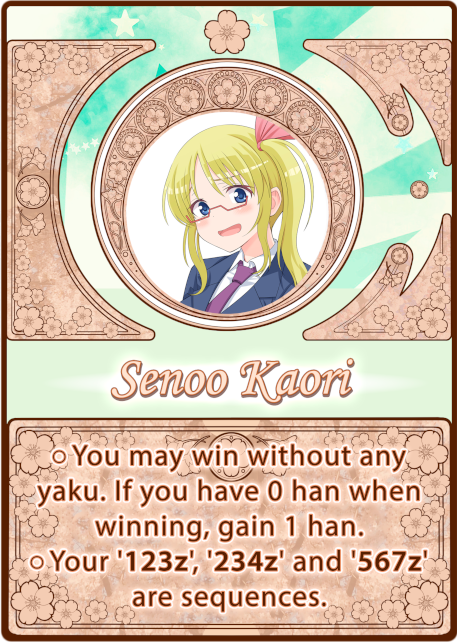 Senoo Kaori
○ You may win without any
yaku. If you have 0 han when
winning, gain 1 han.
○ Your '123z', '234z' and '567z'
are sequences.